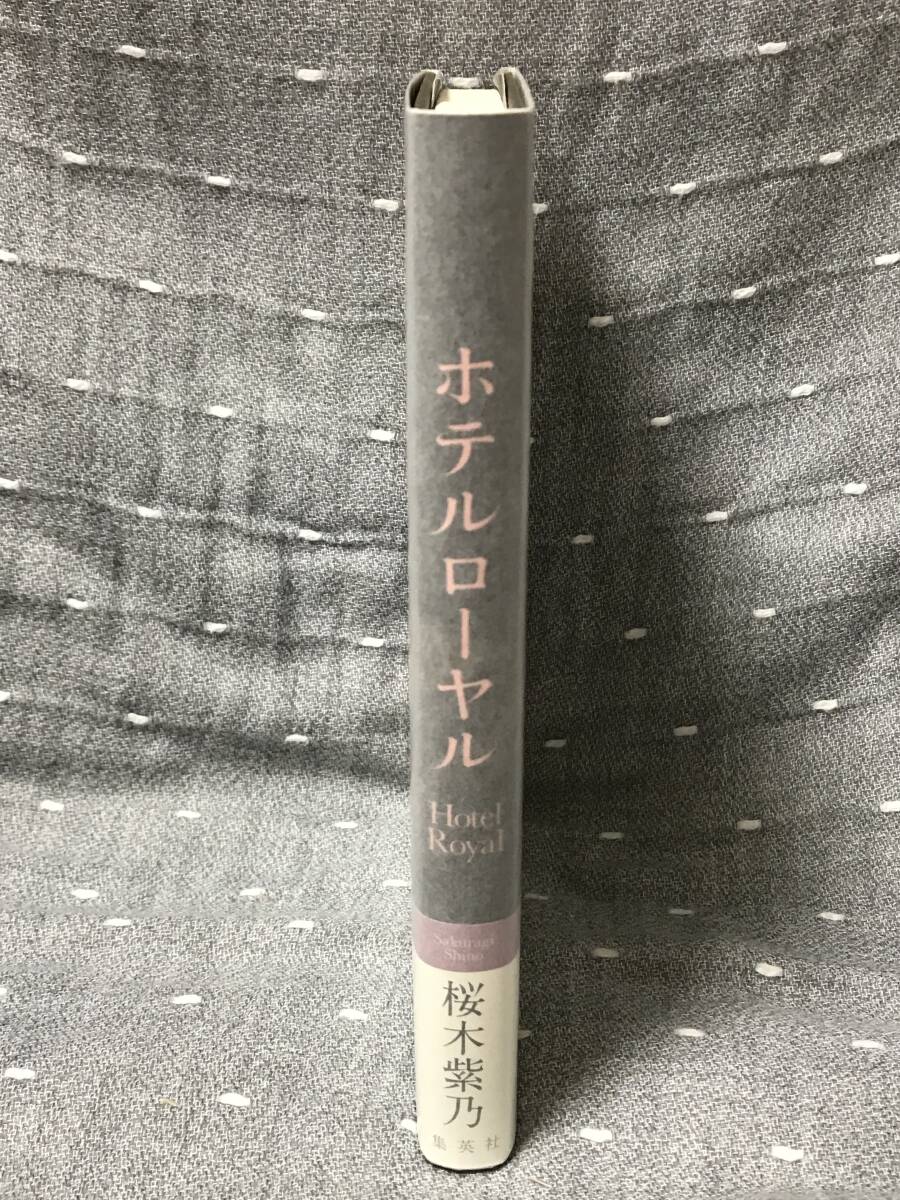 ホテルローヤル
Hotel
Royal
Sakuragi
Shino
桜木紫乃
集英社